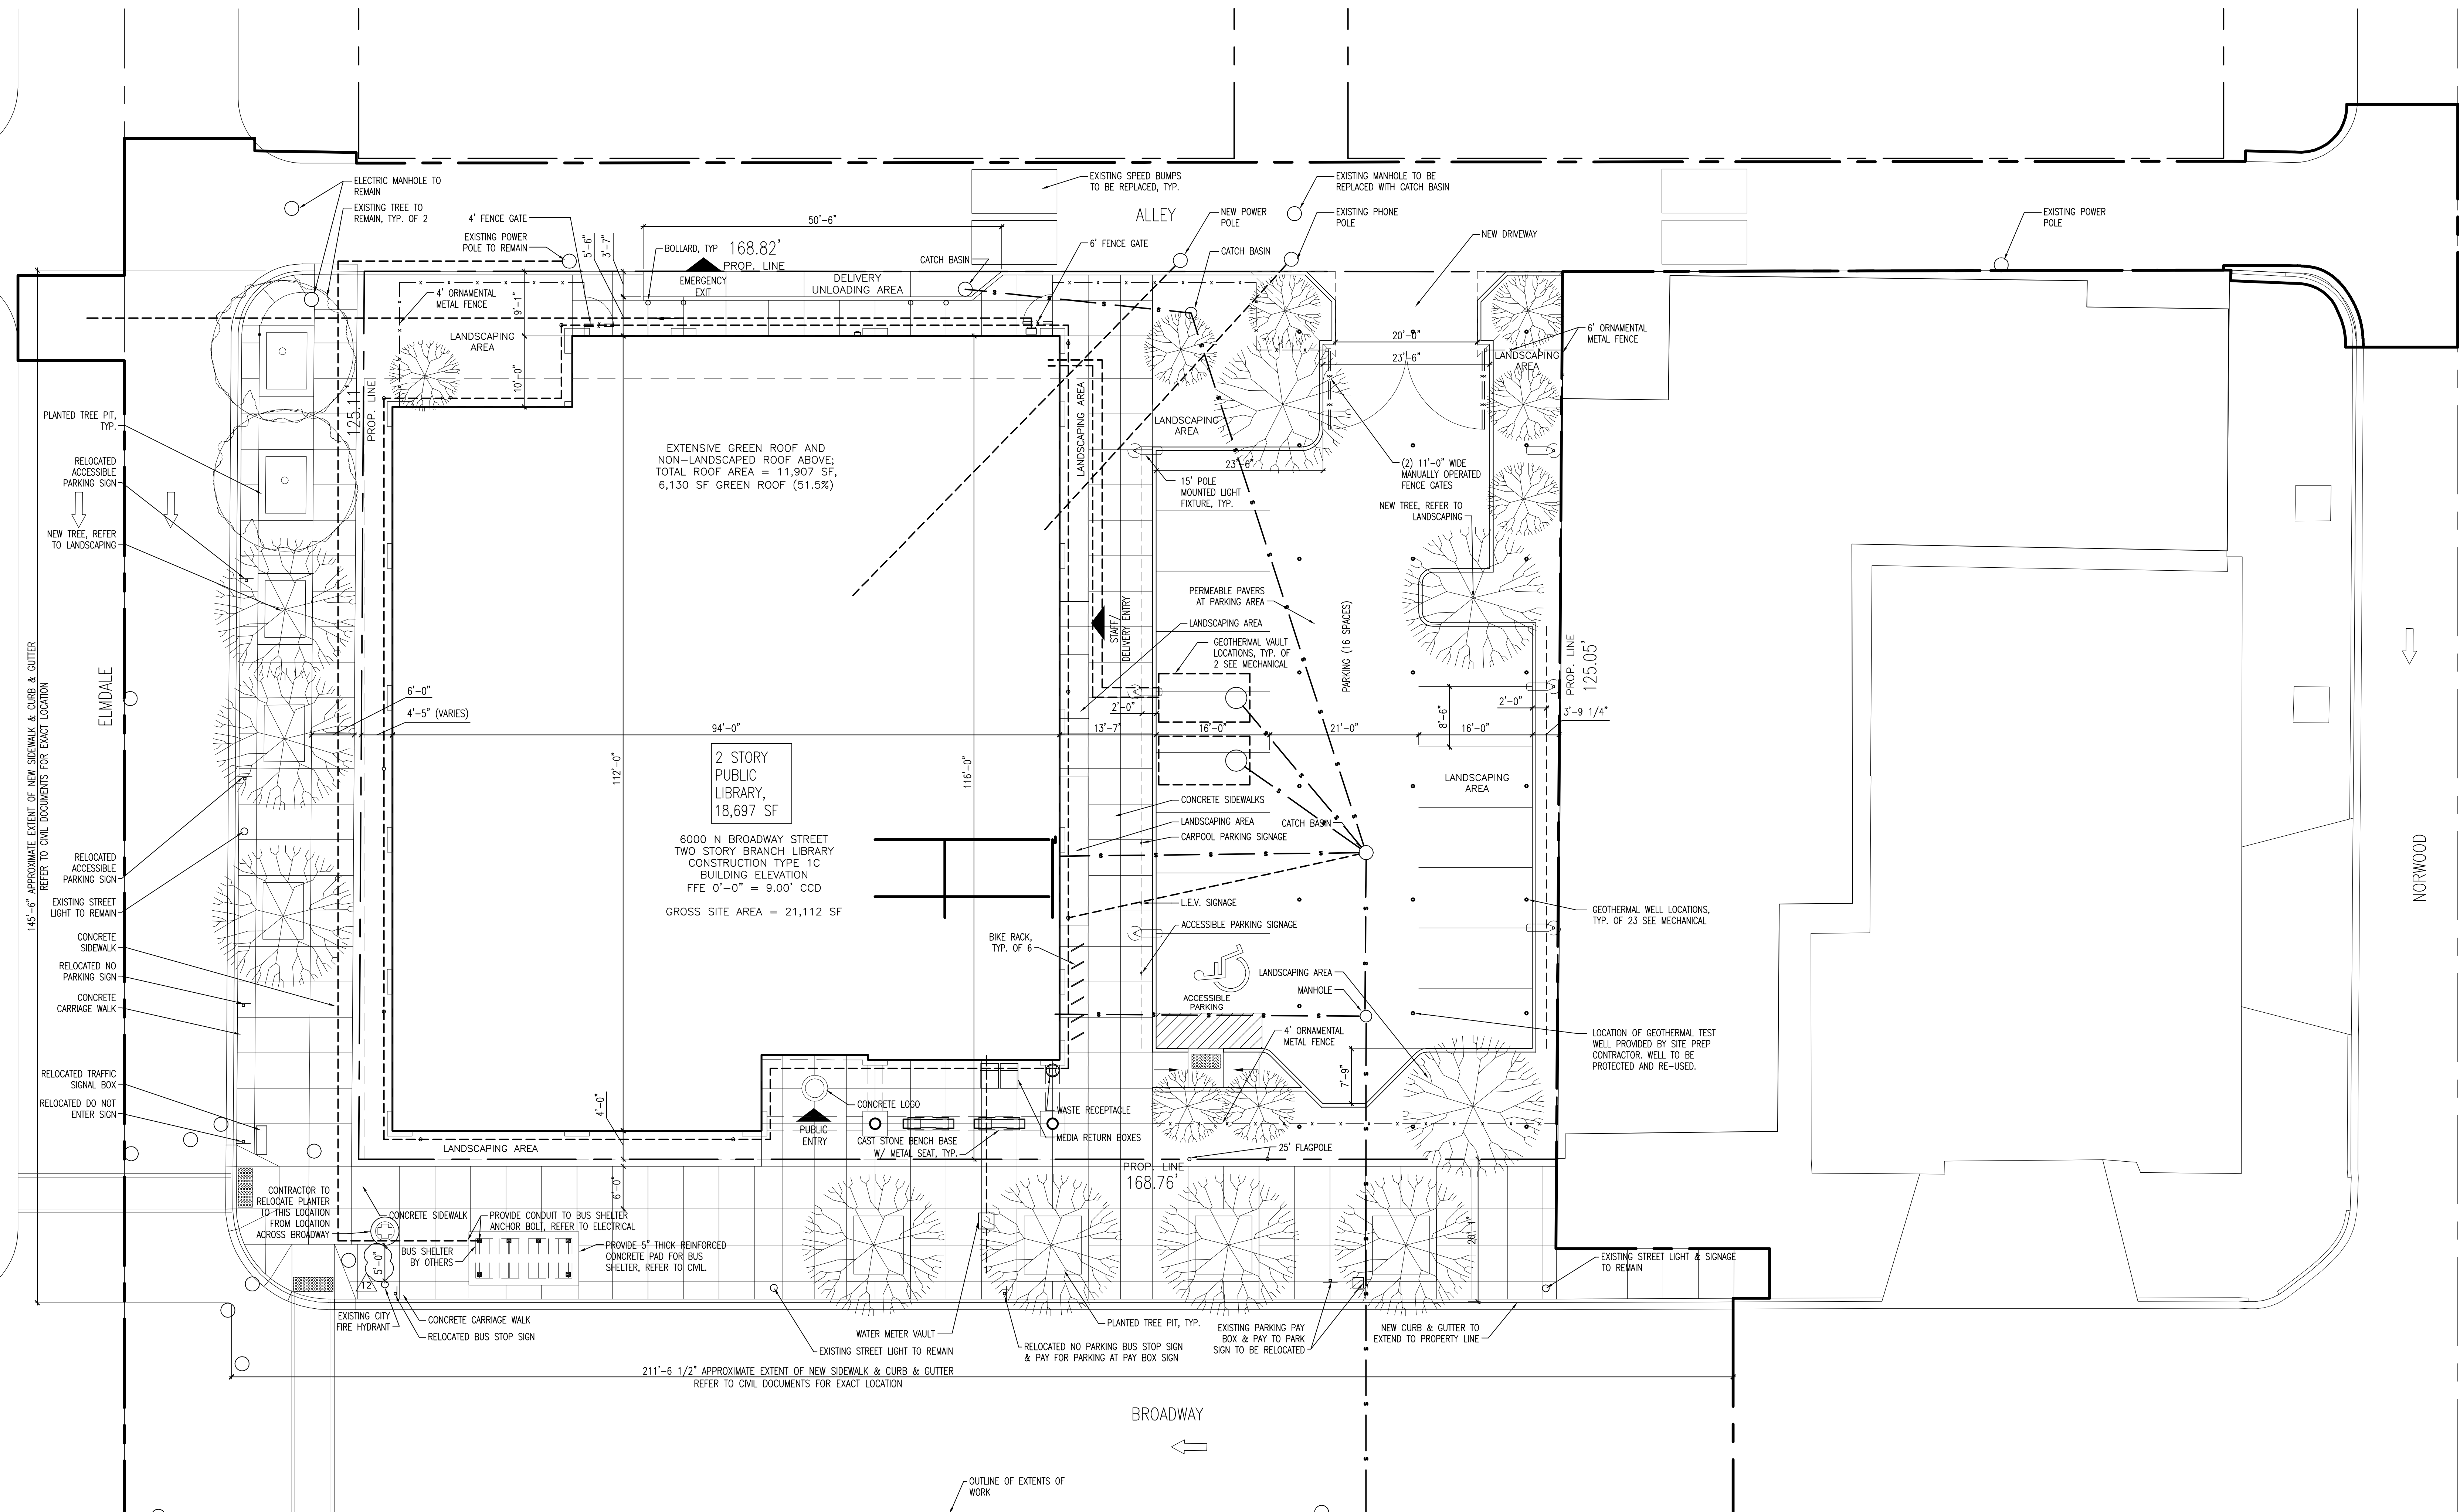 ELECTRIC MANHOLE TO
REMAIN
EXISTING TREE TO
REMAIN, TYP. OF 2
4' FENCE GATE
EXISTING POWER
POLE TO REMAIN
5'-6"
3'-7"
50'-6"
BOLLARD, TYP
168.82'
PROP. LINE
EMERGENCY
EXIT
DELIVERY
UNLOADING AREA
CATCH BASIN
EXISTING SPEED BUMPS
TO BE REPLACED, TYP.
ALLEY
6' FENCE GATE
NEW POWER
POLE
CATCH BASIN
EXISTING MANHOLE TO BE
REPLACED WITH CATCH BASIN
EXISTING PHONE
POLE
NEW DRIVEWAY
EXISTING POWER
POLE
4' ORNAMENTAL
METAL FENCE
LANDSCAPING
AREA
9'-1"
10'-0"
125.11'
PROP. LINE
20'-0"
23'-6"
LANDSCAPING
AREA
6' ORNAMENTAL
METAL FENCE
PLANTED TREE PIT,
TYP.
RELOCATED
ACCESSIBLE
PARKING SIGN
NEW TREE, REFER
TO LANDSCAPING
EXTENSIVE GREEN ROOF AND
NON-LANDSCAPED ROOF ABOVE;
TOTAL ROOF AREA = 11,907 SF,
6,130 SF GREEN ROOF (51.5%)
LANDSCAPING AREA
LANDSCAPING
AREA
23'-6"
15' POLE
MOUNTED LIGHT
FIXTURE, TYP.
(2) 11'-0" WIDE
MANUALLY OPERATED
FENCE GATES
NEW TREE, REFER TO
LANDSCAPING
PERMEABLE PAVERS
AT PARKING AREA
LANDSCAPING AREA
STAFF/
DELIVERY ENTRY
GEOTHERMAL VAULT
LOCATIONS, TYP. OF
2 SEE MECHANICAL
PARKING (16 SPACES)
PROP. LINE
125.05'
145'-6" APPROXIMATE EXTENT OF NEW SIDEWALK & CURB & GUTTER
REFER TO CIVIL DOCUMENTS FOR EXACT LOCATION
ELMDALE
6'-0"
4'-5" (VARIES)
94'-0"
112'-0"
116'-0"
2'-0"
13'-7"
16'-0"
21'-0"
8'-6"
16'-0"
2'-0"
3'-9 1/4"
2 STORY
PUBLIC
LIBRARY,
18,697 SF
6000 N BROADWAY STREET
TWO STORY BRANCH LIBRARY
CONSTRUCTION TYPE 1C
BUILDING ELEVATION
FFE 0'-0" = 9.00' CCD
GROSS SITE AREA = 21,112 SF
LANDSCAPING
AREA
CONCRETE SIDEWALKS
LANDSCAPING AREA
CATCH BASIN
CARPOOL PARKING SIGNAGE
L.E.V. SIGNAGE
ACCESSIBLE PARKING SIGNAGE
BIKE RACK,
TYP. OF 6
LANDSCAPING AREA
MANHOLE
ACCESSIBLE
PARKING
4' ORNAMENTAL
METAL FENCE
7'-9"
GEOTHERMAL WELL LOCATIONS,
TYP. OF 23 SEE MECHANICAL
LOCATION OF GEOTHERMAL TEST
WELL PROVIDED BY SITE PREP
CONTRACTOR. WELL TO BE
PROTECTED AND RE-USED.
NORWOOD
RELOCATED
ACCESSIBLE
PARKING SIGN
EXISTING STREET
LIGHT TO REMAIN
CONCRETE
SIDEWALK
RELOCATED NO
PARKING SIGN
CONCRETE
CARRIAGE WALK
RELOCATED TRAFFIC
SIGNAL BOX
RELOCATED DO NOT
ENTER SIGN
4'-0"
CONCRETE LOGO
PUBLIC
ENTRY
CAST STONE BENCH BASE
W/ METAL SEAT, TYP.
WASTE RECEPTACLE
MEDIA RETURN BOXES
25' FLAGPOLE
PROP. LINE
168.76'
LANDSCAPING AREA
6'-0"
CONTRACTOR TO
RELOCATE PLANTER
TO THIS LOCATION
FROM LOCATION
ACROSS BROADWAY
CONCRETE SIDEWALK
PROVIDE CONDUIT TO BUS SHELTER
ANCHOR BOLT, REFER TO ELECTRICAL
BUS SHELTER
BY OTHERS
PROVIDE 5" THICK REINFORCED
CONCRETE PAD FOR BUS
SHELTER, REFER TO CIVIL.
5'-0"
12
20'-1"
EXISTING STREET LIGHT & SIGNAGE
TO REMAIN
EXISTING CITY
FIRE HYDRANT
CONCRETE CARRIAGE WALK
RELOCATED BUS STOP SIGN
WATER METER VAULT
EXISTING STREET LIGHT TO REMAIN
PLANTED TREE PIT, TYP.
RELOCATED NO PARKING BUS STOP SIGN
& PAY FOR PARKING AT PAY BOX SIGN
EXISTING PARKING PAY
BOX & PAY TO PARK
SIGN TO BE RELOCATED
NEW CURB & GUTTER TO
EXTEND TO PROPERTY LINE
211'-6 1/2" APPROXIMATE EXTENT OF NEW SIDEWALK & CURB & GUTTER
REFER TO CIVIL DOCUMENTS FOR EXACT LOCATION
BROADWAY
OUTLINE OF EXTENTS OF
WORK